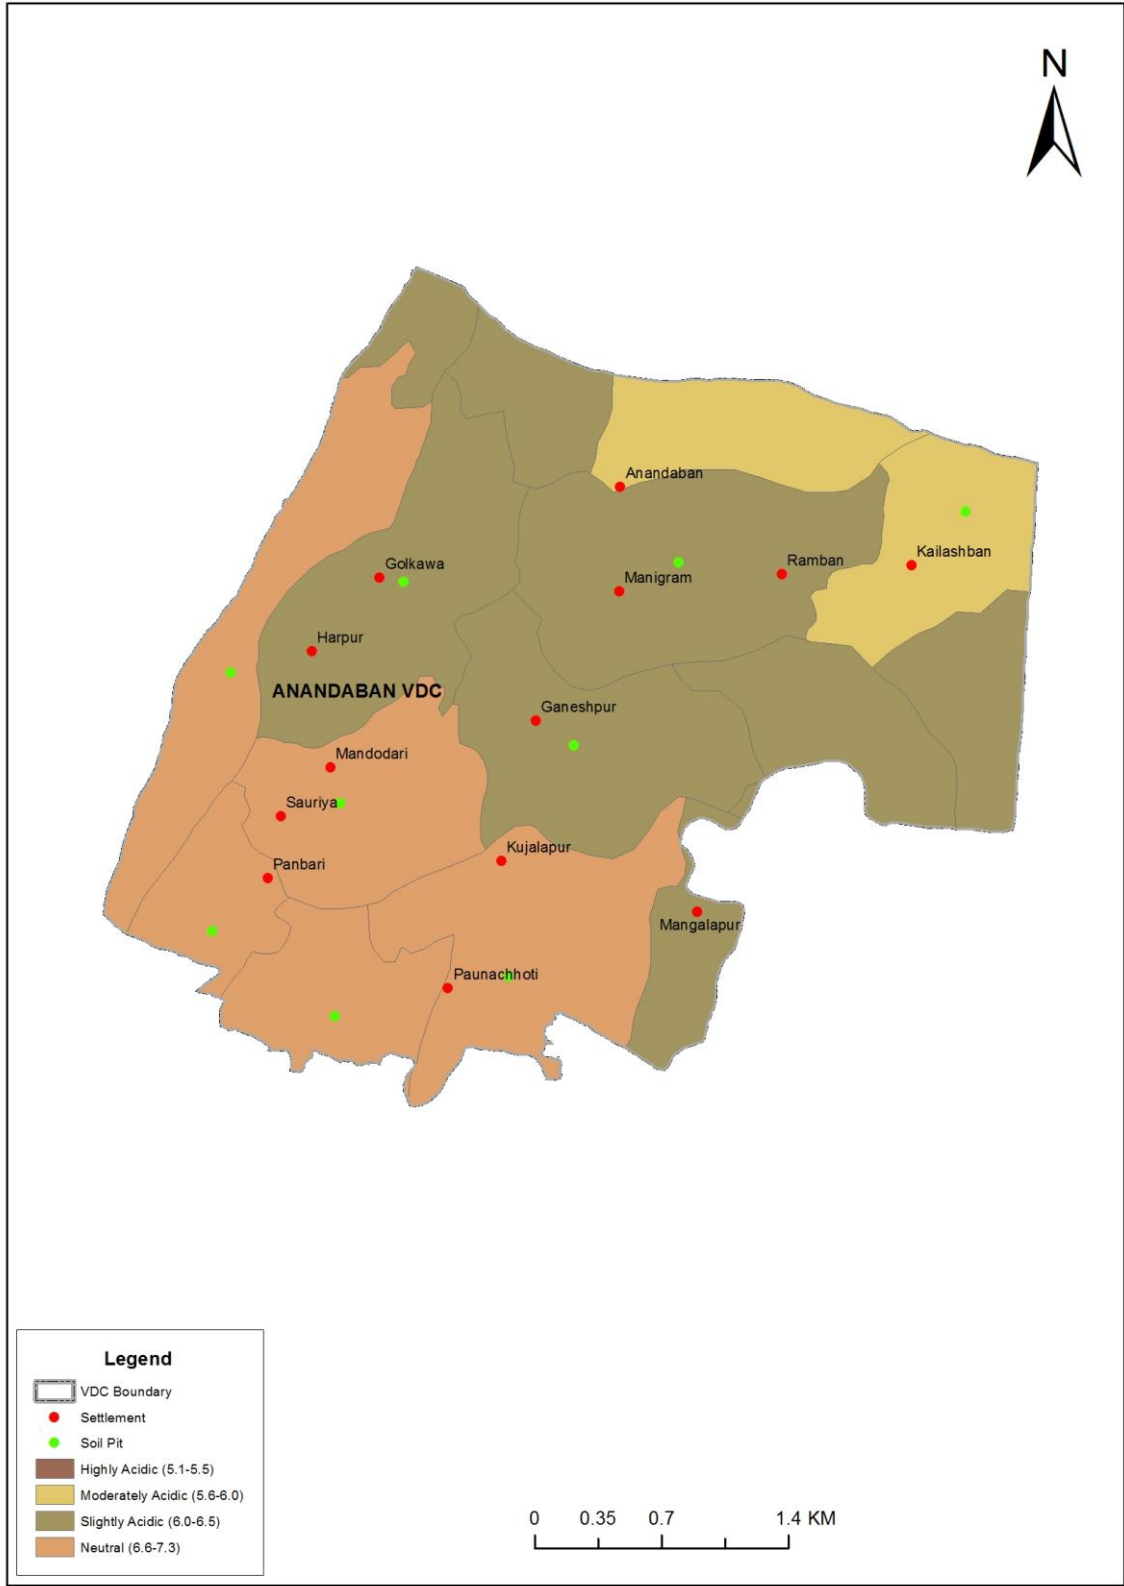 N
Anandaban
Golkawa
Manigram
Ramban
Kailashban
Harpur
ANANDABAN VDC
Ganeshpur
Mandodari
Sauriya
Kujalapur
Panbari
Mangalapur
Paunachhoti
Legend
VDC Boundary
Settlement
Soil Pit
Highly Acidic (5.1-5.5)
Moderately Acidic (5.6-6.0)
Slightly Acidic (6.0-6.5)
Neutral (6.6-7.3)
0 0.35 0.7 1.4 KM